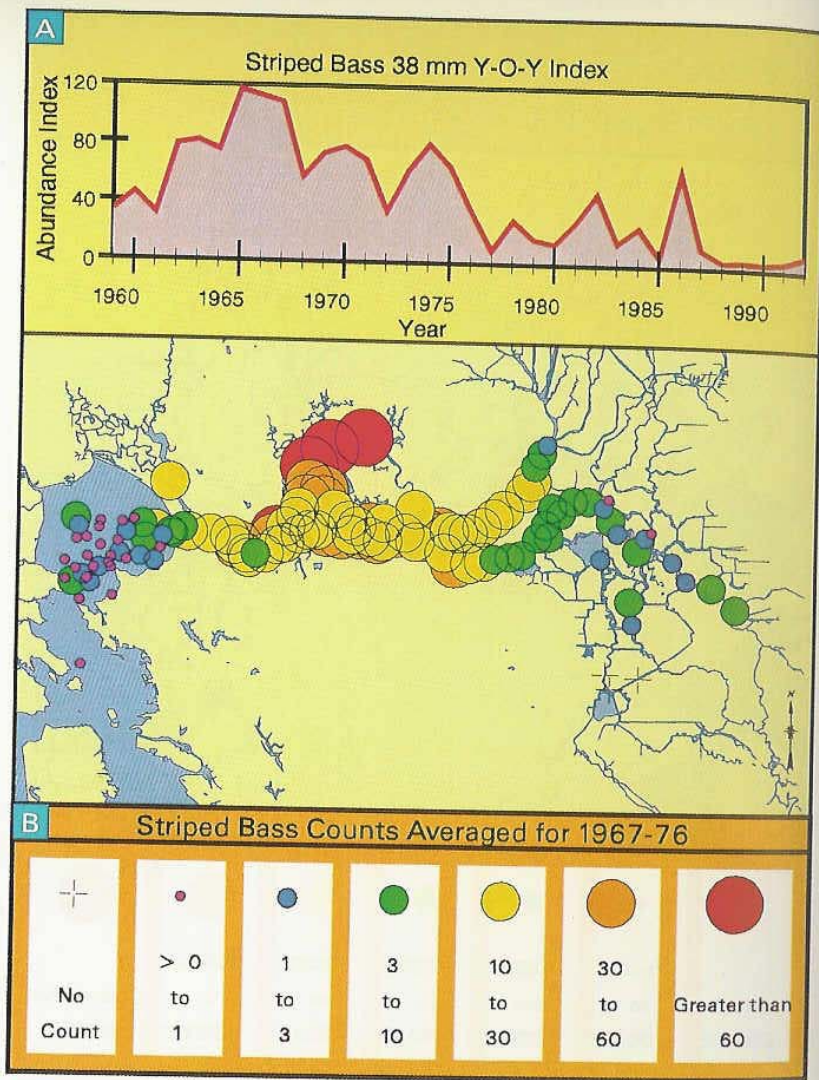 A
Striped Bass 38 mm Y-O-Y Index
Abundance Index
120
80
40
0
1960 1965 1970 1975 1980 1985 1990
Year
B
Striped Bass Counts Averaged for 1967-76
No
Count
> 0
to
1
1
to
3
3
to
10
10
to
30
30
to
60
Greater than
60